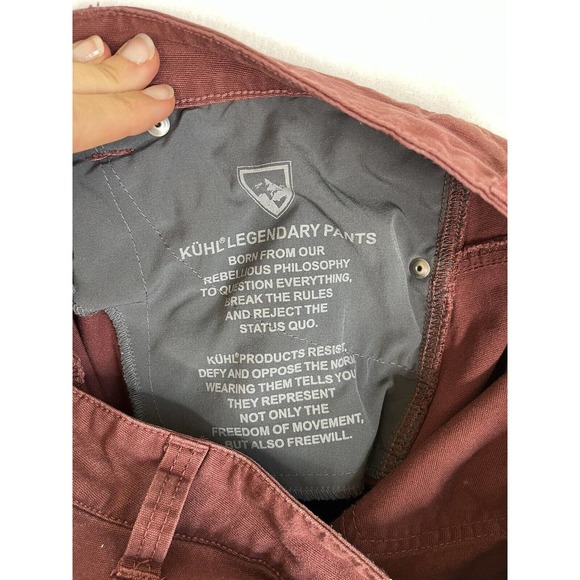 KÜHL® LEGENDARY PANTS
BORN FROM OUR
REBELLIOUS PHILOSOPHY
TO QUESTION EVERYTHING,
BREAK THE RULES
AND REJECT THE
STATUS QUO.
KÜHL® PRODUCTS RESIST,
DEFY AND OPPOSE THE NORM.
WEARING THEM TELLS YOU
THEY REPRESENT
NOT ONLY THE
FREEDOM OF MOVEMENT,
BUT ALSO FREEWILL.